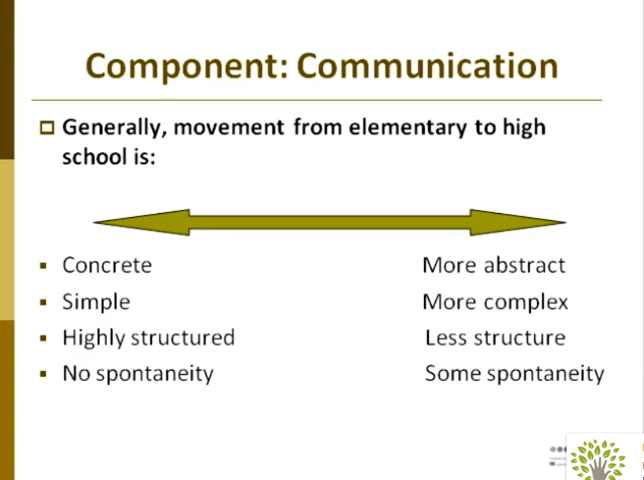 Component: Communication
Generally, movement from elementary to high
school is:
Concrete More abstract
Simple More complex
Highly structured Less structure
No spontaneity Some spontaneity